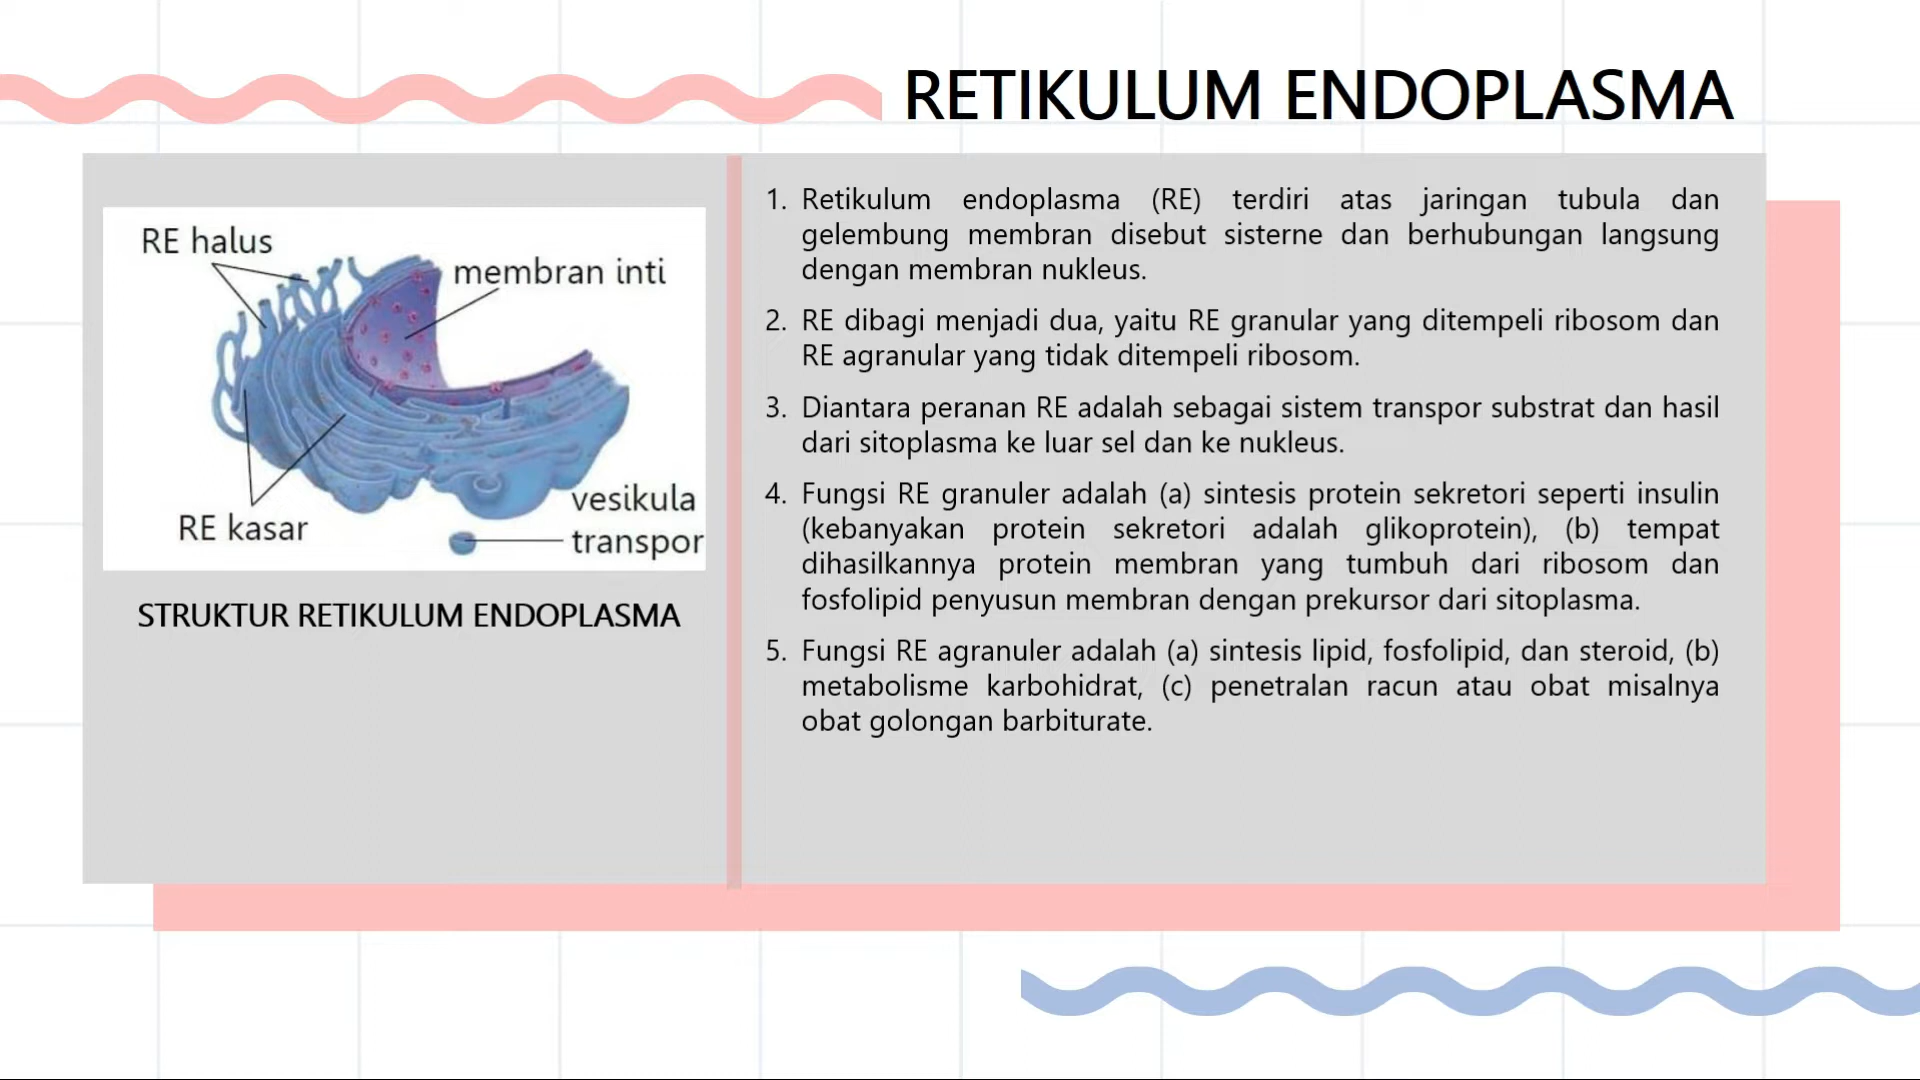 RETIKULUM ENDOPLASMA
RE halus
membran inti
RE kasar
vesikula
transpor
STRUKTUR RETIKULUM ENDOPLASMA
1. Retikulum endoplasma (RE) terdiri atas jaringan tubula dan
gelembung membran disebut sisterne dan berhubungan langsung
dengan membran nukleus.
2. RE dibagi menjadi dua, yaitu RE granular yang ditempeli ribosom dan
RE agranular yang tidak ditempeli ribosom.
3. Diantara peranan RE adalah sebagai sistem transpor substrat dan hasil
dari sitoplasma ke luar sel dan ke nukleus.
4. Fungsi RE granuler adalah (a) sintesis protein sekretori seperti insulin
(kebanyakan protein sekretori adalah glikoprotein), (b) tempat
dihasilkannya protein membran yang tumbuh dari ribosom dan
fosfolipid penyusun membran dengan prekursor dari sitoplasma.
5. Fungsi RE agranuler adalah (a) sintesis lipid, fosfolipid, dan steroid, (b)
metabolisme karbohidrat, (c) penetralan racun atau obat misalnya
obat golongan barbiturate.